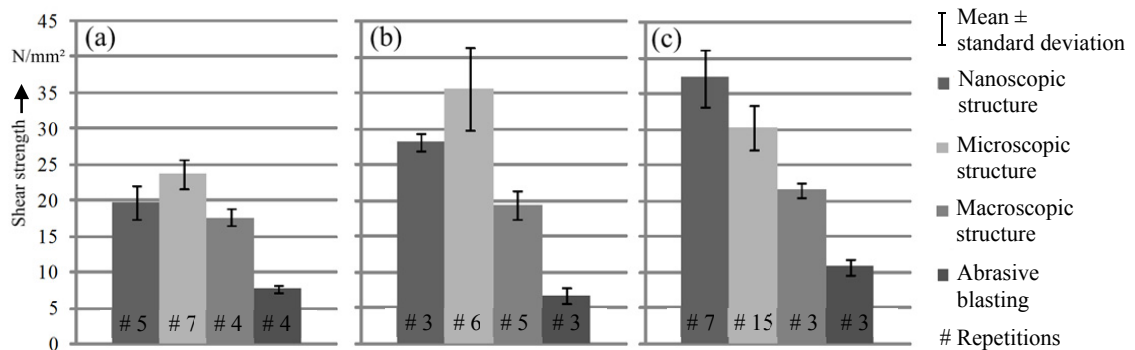 45
N/mm²
35
30
25
20
15
10
5
0
Shear strength
(a)
# 5
# 7
# 4
# 4
(b)
# 3
# 6
# 5
# 3
(c)
# 7
# 15
# 3
# 3
Mean ±
standard deviation
Nanoscopic
structure
Microscopic
structure
Macroscopic
structure
Abrasive
blasting
# Repetitions